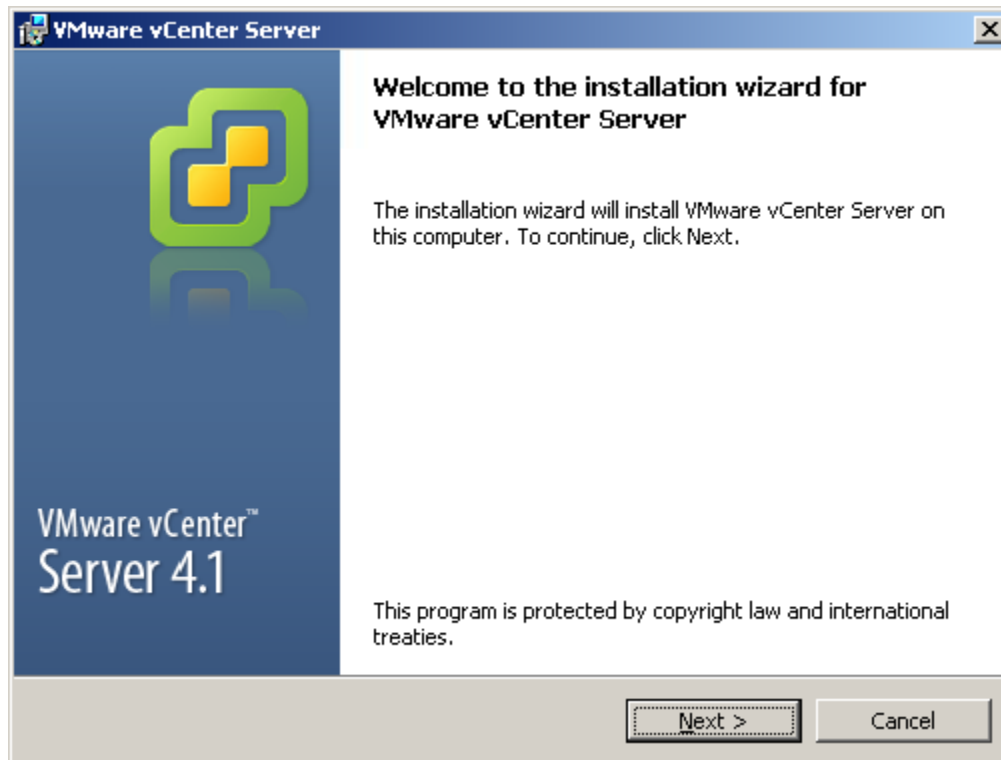 VMware vCenter Server
Welcome to the installation wizard for
VMware vCenter Server
The installation wizard will install VMware vCenter Server on
this computer. To continue, click Next.
VMware vCenter™
Server 4.1
This program is protected by copyright law and international
treaties.
Next >
Cancel